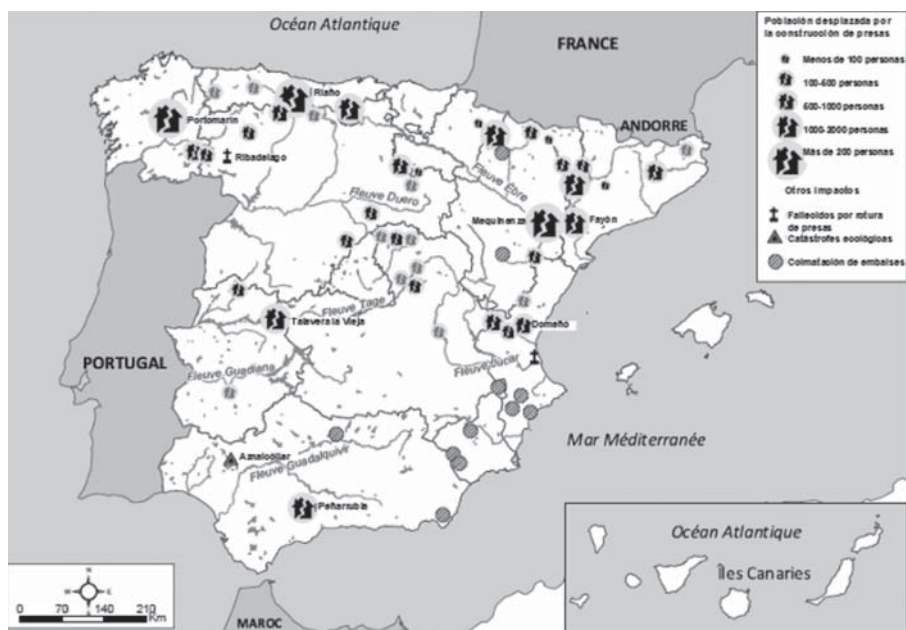 Océan Atlantique
FRANCE
ANDORRE
PORTUGAL
MAROC
Mar Méditerranée
Riaño
Portomarín
Ribadelago
Fleuve Duero
Fleuve Èbre
Mequinenza
Fayón
Fleuve Tage
Talavera la Vieja
Domeño
Fleuve Júcar
Fleuve Guadiana
Aznalcóllar
Fleuve Guadalquivir
Peñarrubia
Población desplazada por
la construcción de presas
Menos de 100 personas
100-500 personas
500-1000 personas
1000-2000 personas
Más de 200 personas
Otros Impactos
Fallecidos por rotura
de presas
Catástrofes ecológicas
Colmatación de embalses
N
W E
S
0 70 140 210
Km
Océan Atlantique
Îles Canaries